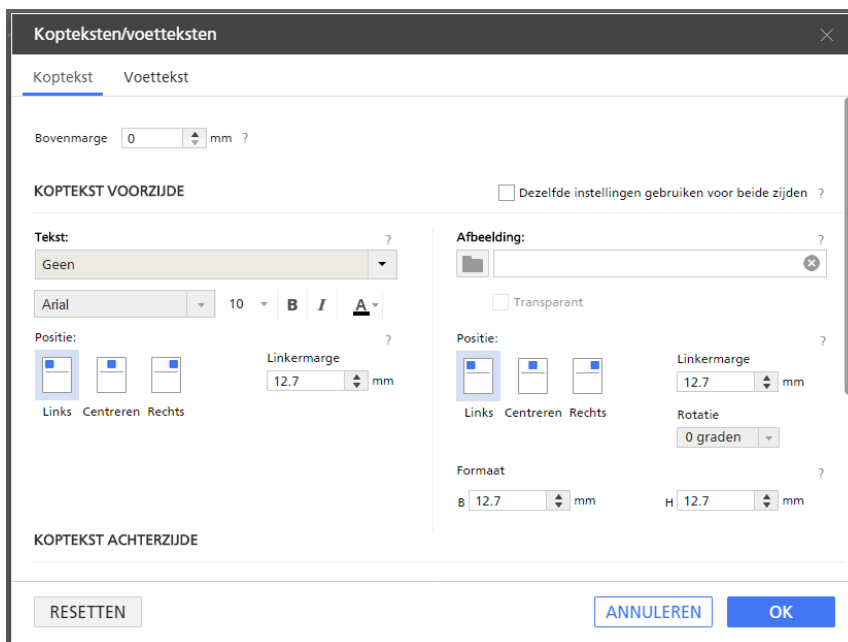 Kopteksten/voetteksten
Koptekst Voettekst
Bovenmarge 0 mm ?
KOPTEKST VOORZIJDE
Dezelfde instellingen gebruiken voor beide zijden ?
Tekst: ?
Geen
Arial 10 B I A
Positie: ?
Linkermarge
12.7 mm
Links Centreren Rechts
Afbeelding: ?
Transparant
Positie: ?
Linkermarge
12.7 mm
Links Centreren Rechts
Rotatie
0 graden
Formaat ?
B 12.7 mm H 12.7 mm
KOPTEKST ACHTERZIJDE
RESETTEN ANNULEREN OK